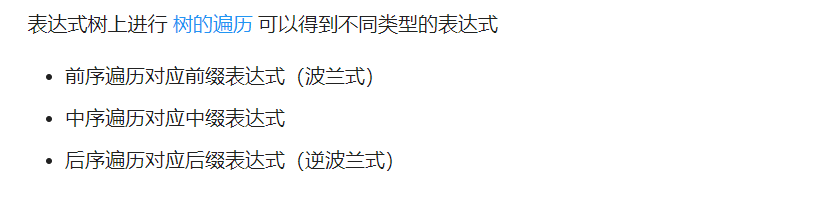 表达式树上进行 树的遍历 可以得到不同类型的表达式
• 前序遍历对应前缀表达式（波兰式）
• 中序遍历对应中缀表达式
• 后序遍历对应后缀表达式（逆波兰式）